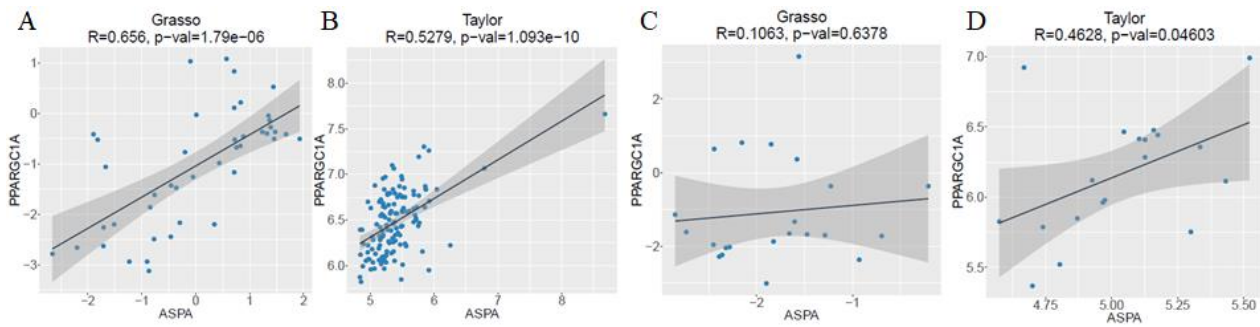 A
Grasso
R=0.656, p-val=1.79e-06
PPARGC1A
1
0
-1
-2
-3
-2
-1
0
1
2
ASPA
B
Taylor
R=0.5279, p-val=1.093e-10
PPARGC1A
8.0
7.5
7.0
6.5
6.0
5
6
7
8
ASPA
C
Grasso
R=0.1063, p-val=0.6378
PPARGC1A
2
0
-2
-2
-1
ASPA
D
Taylor
R=0.4628, p-val=0.04603
PPARGC1A
7.0
6.5
6.0
5.5
4.75
5.00
5.25
5.50
ASPA